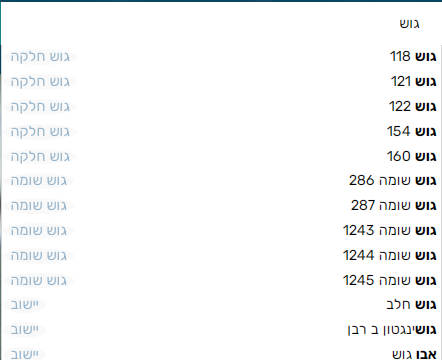 גוש
גוש 118 גוש חלקה
גוש 121 גוש חלקה
גוש 122 גוש חלקה
גוש 154 גוש חלקה
גוש 160 גוש חלקה
גוש שומה 286 גוש שומה
גוש שומה 287 גוש שומה
גוש שומה 1243 גוש שומה
גוש שומה 1244 גוש שומה
גוש שומה 1245 גוש שומה
גוש חלב יישוב
גושינגטון ב רבן יישוב
אבו גוש יישוב